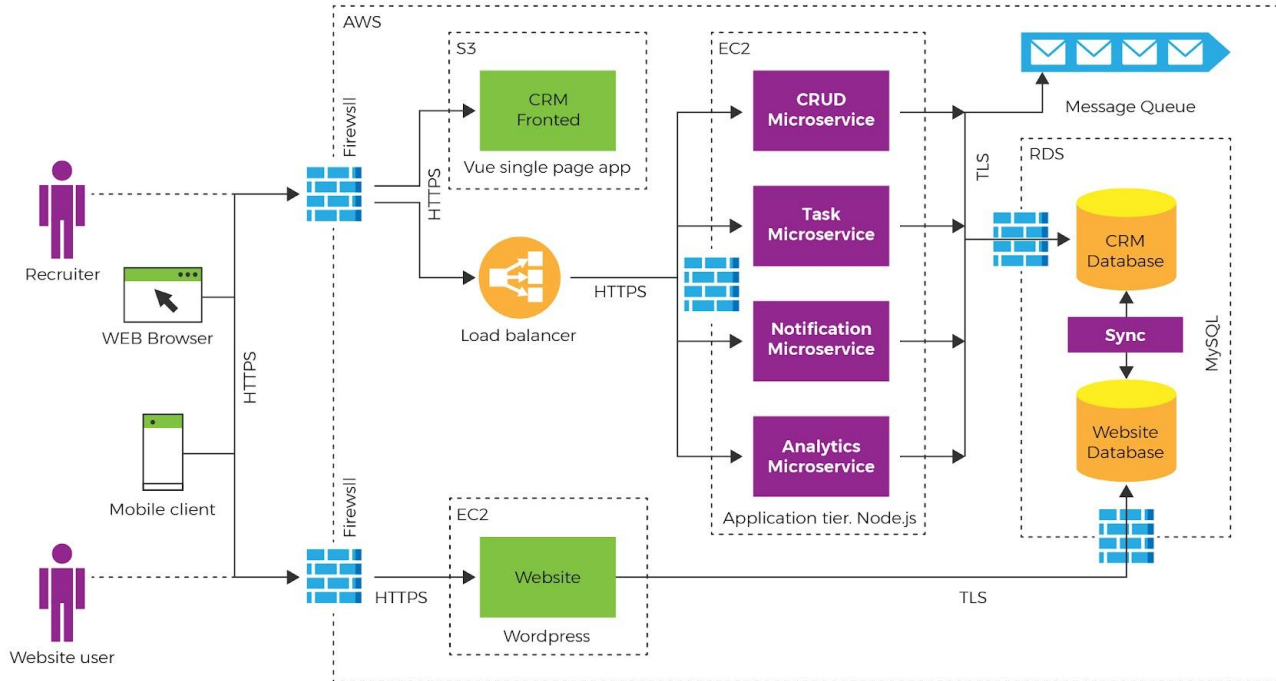 AWS
S3
CRM
Fronted
Vue single page app
Firewsll
HTTPS
Recruiter
WEB Browser
HTTPS
Mobile client
Website user
Load balancer
HTTPS
EC2
CRUD
Microservice
Task
Microservice
Notification
Microservice
Analytics
Microservice
Application tier. Node.js
Message Queue
TLS
RDS
CRM
Database
Sync
MySQL
Website
Database
Firewsll
HTTPS
EC2
Website
Wordpress
TLS